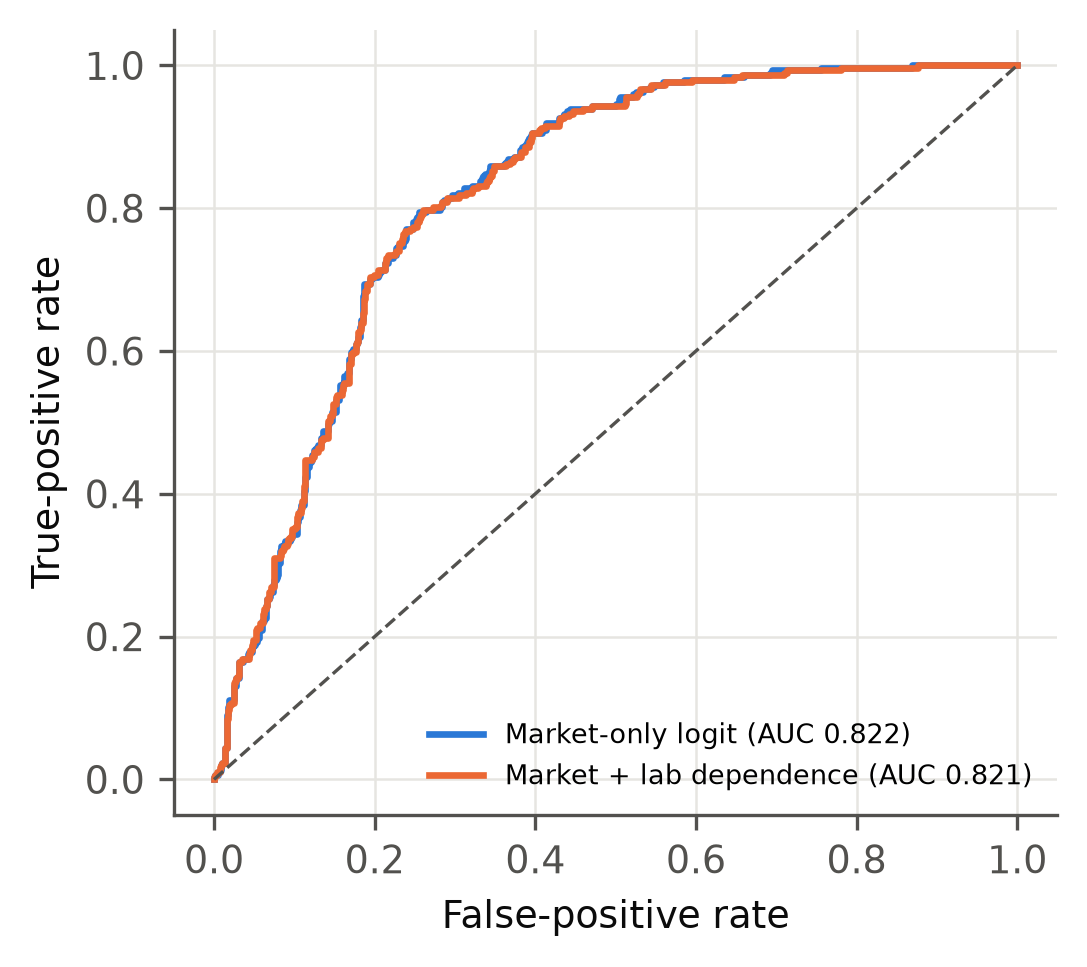 1.0
0.8
0.6
0.4
0.2
0.0
True-positive rate
Market-only logit (AUC 0.822)
Market + lab dependence (AUC 0.821)
0.0 0.2 0.4 0.6 0.8 1.0
False-positive rate